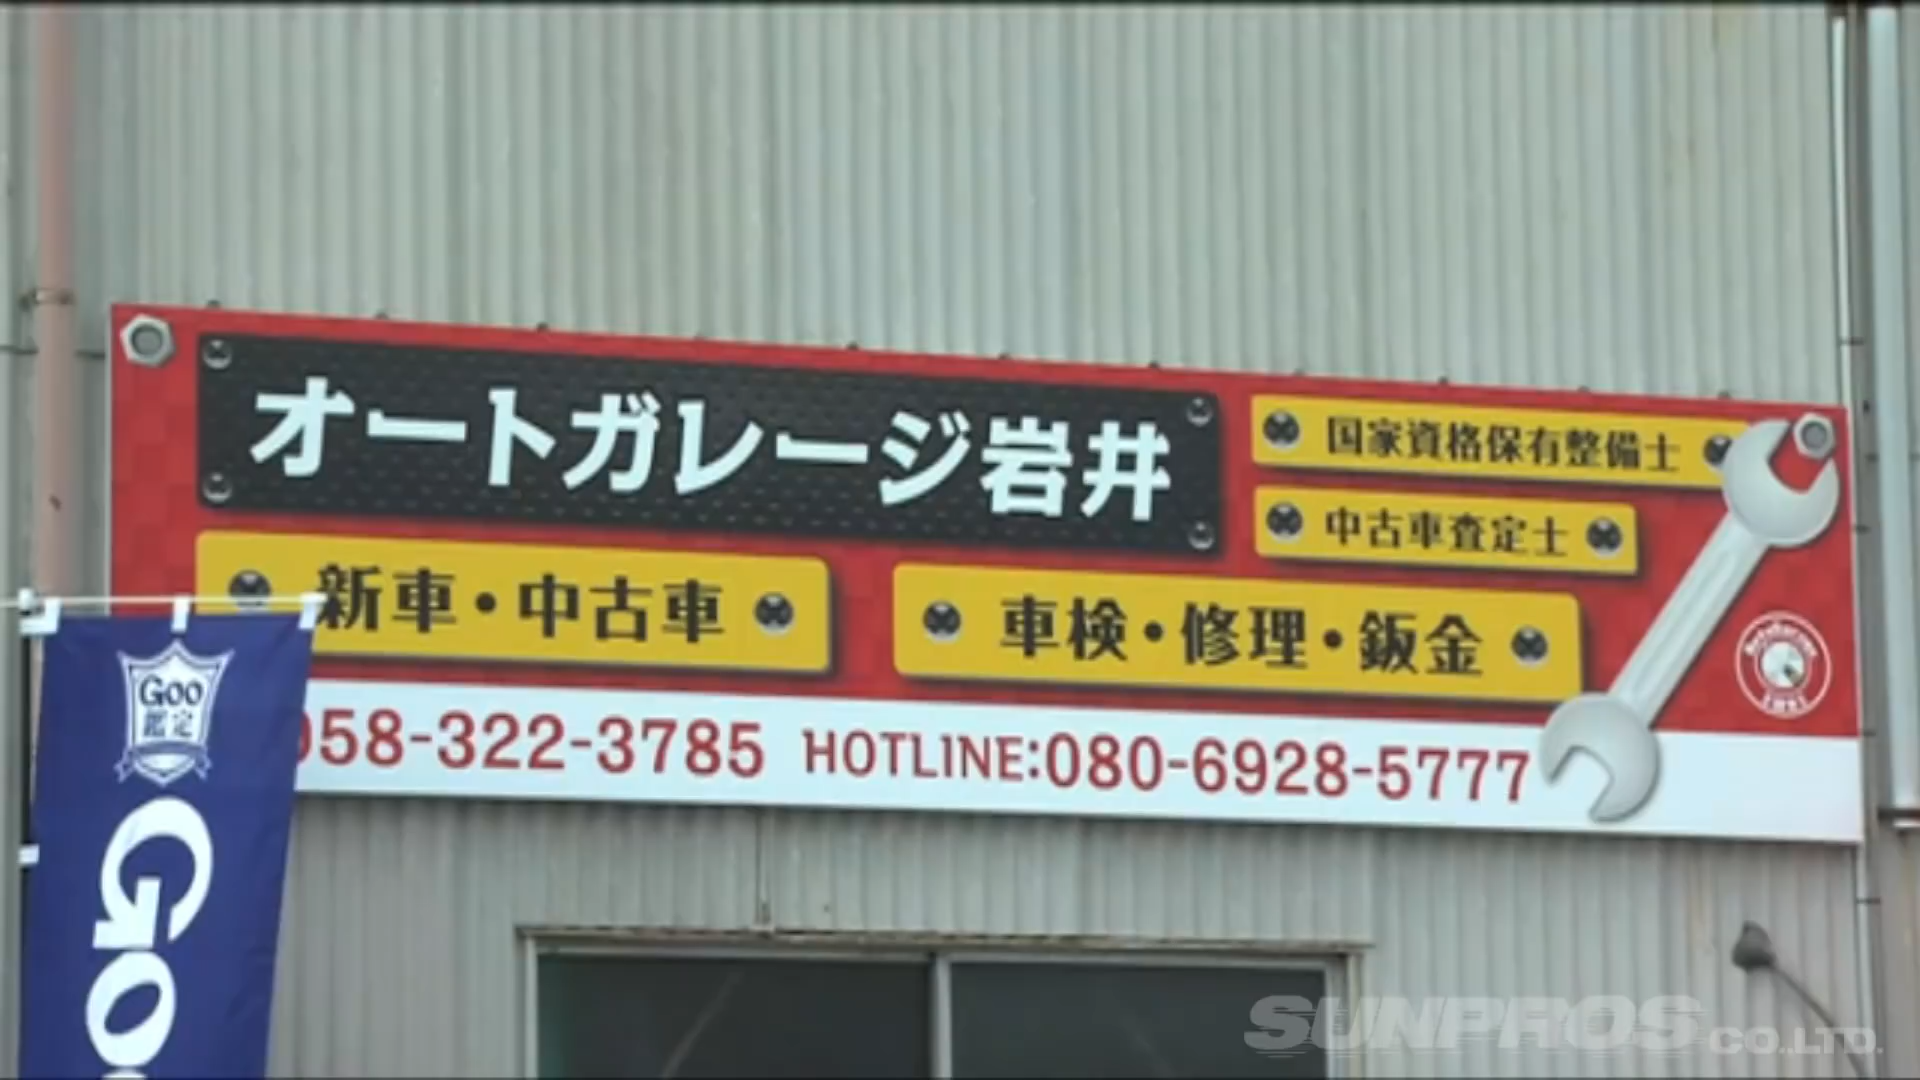 オートガレージ岩井
国家資格保有整備士
中古車査定士
新車・中古車
車検・修理・鈑金
058-322-3785 HOTLINE:080-6928-5777
Goo
鑑定
Go
SUNPROS CO.,LTD.